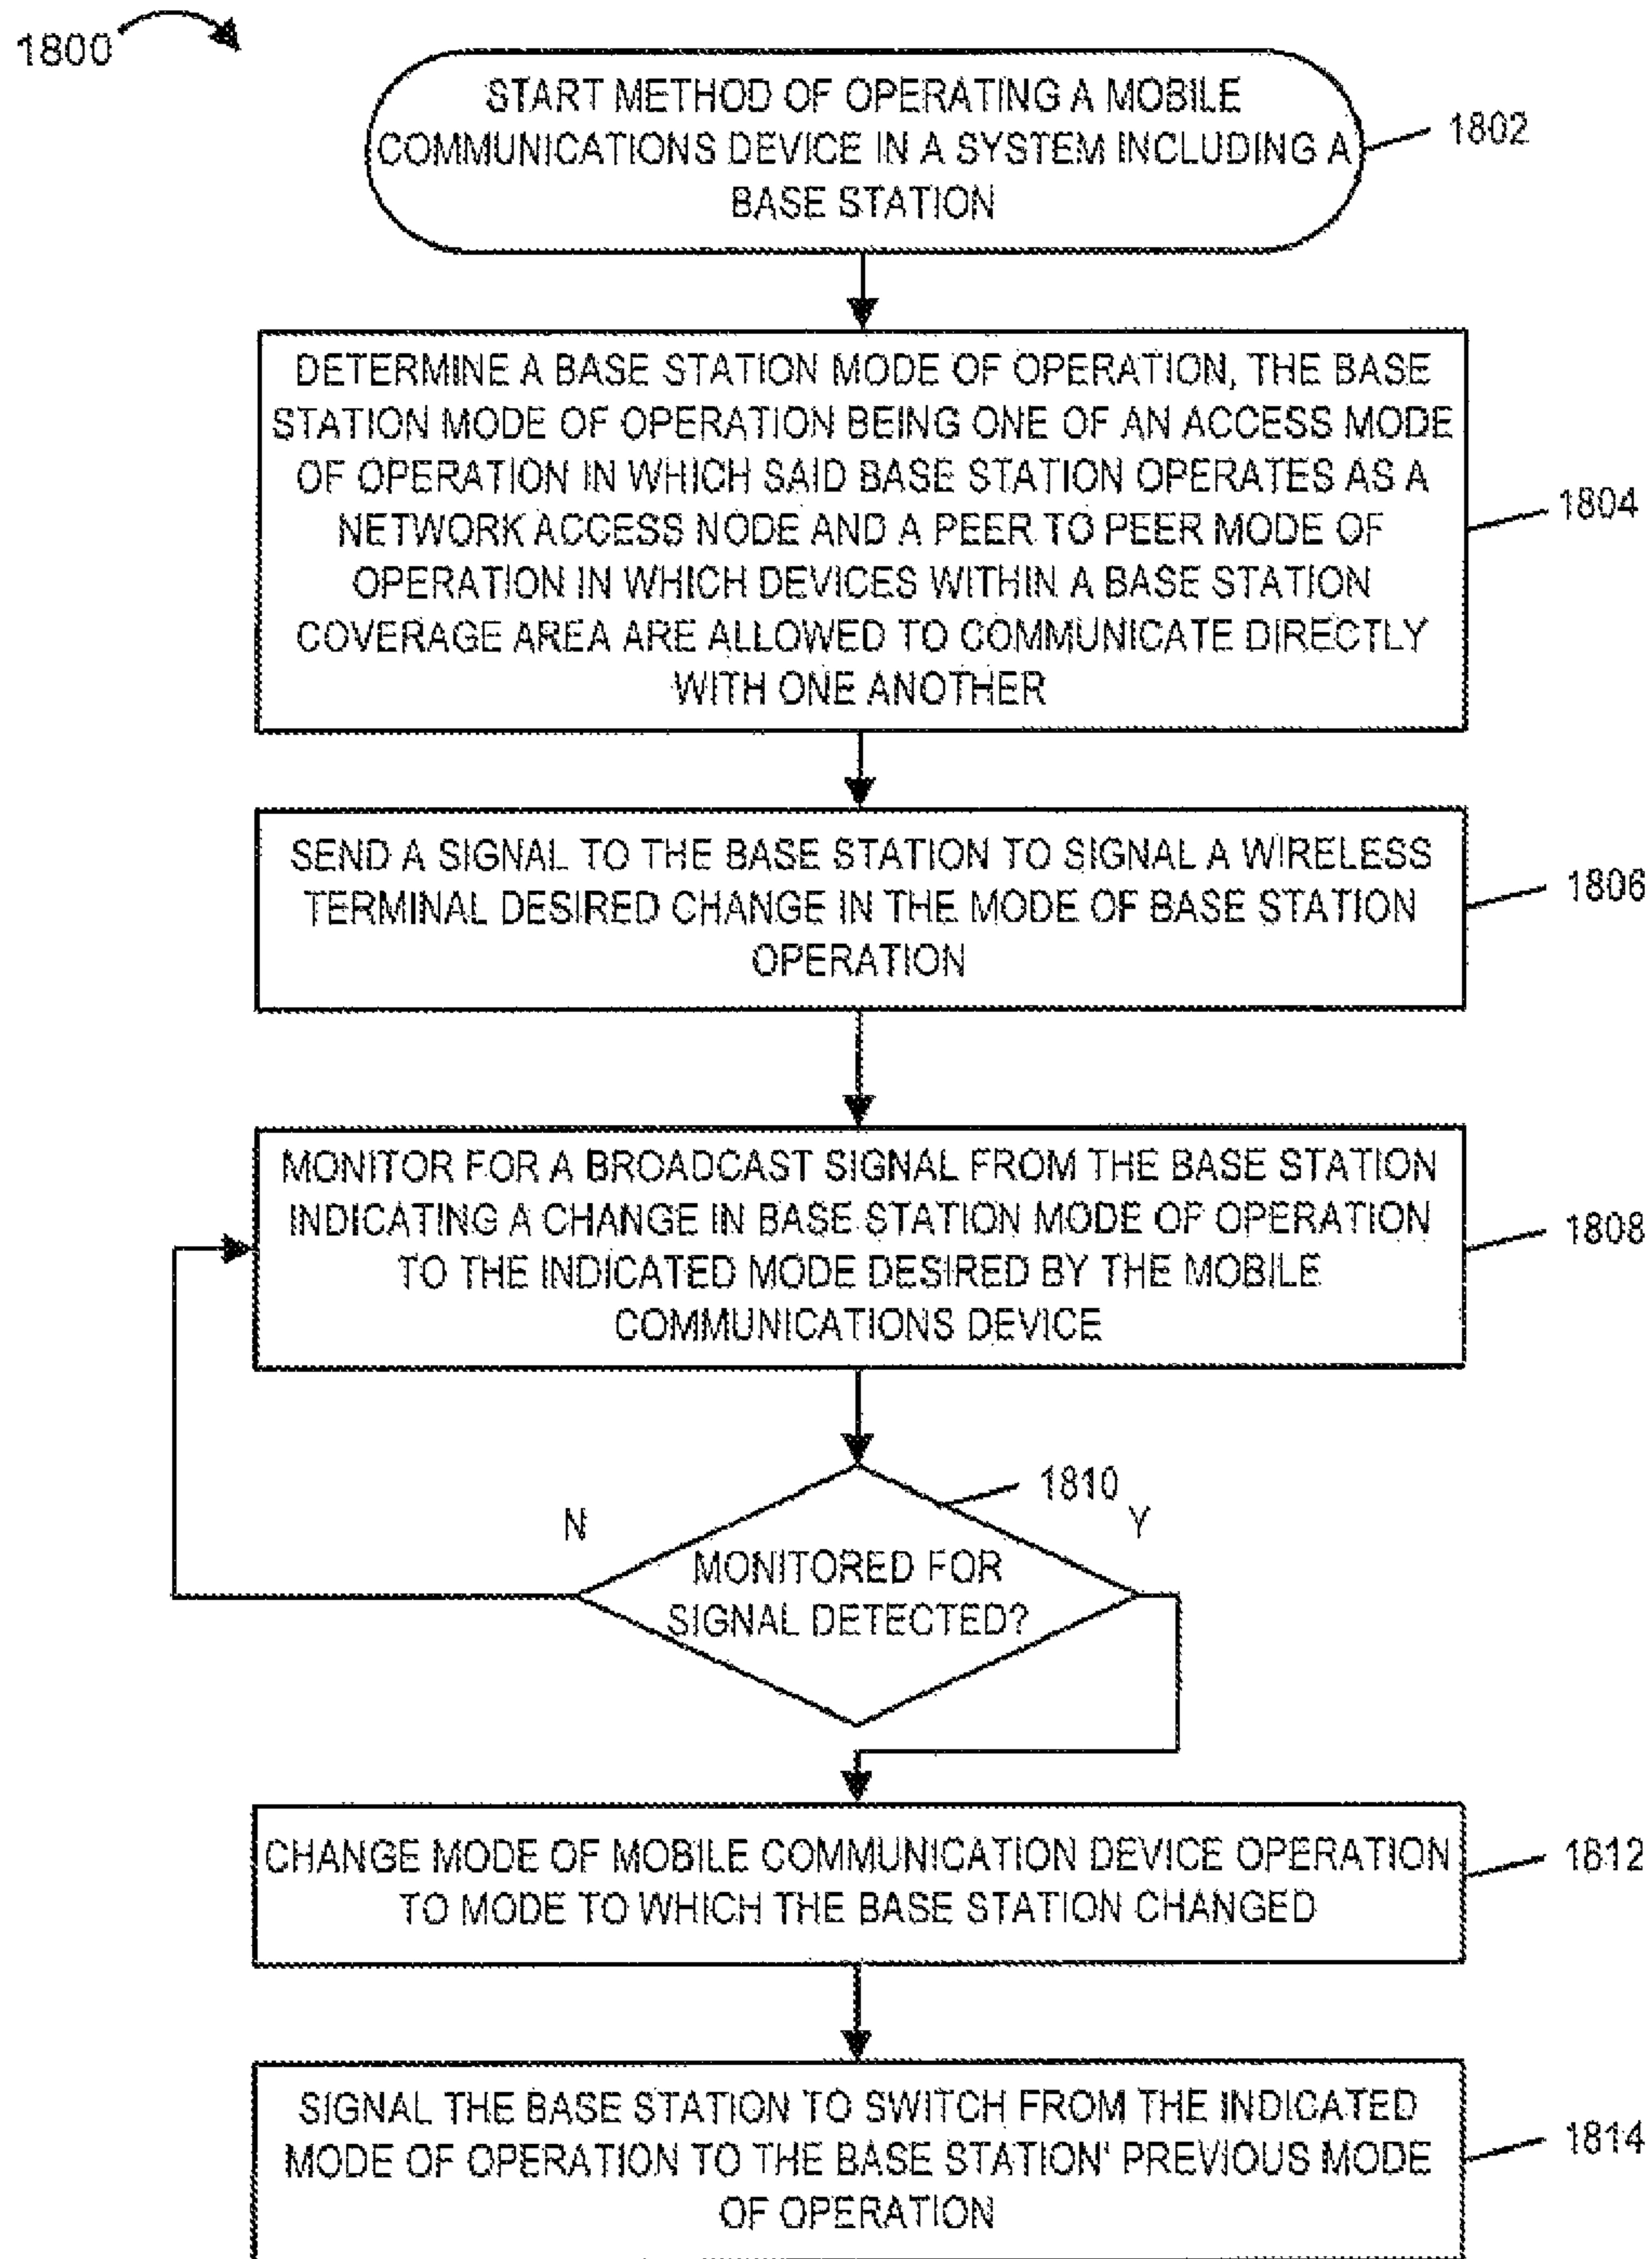 1800
START METHOD OF OPERATING A MOBILE
COMMUNICATIONS DEVICE IN A SYSTEM INCLUDING A
BASE STATION
1802
DETERMINE A BASE STATION MODE OF OPERATION, THE BASE
STATION MODE OF OPERATION BEING ONE OF AN ACCESS MODE
OF OPERATION IN WHICH SAID BASE STATION OPERATES AS A
NETWORK ACCESS NODE AND A PEER TO PEER MODE OF
OPERATION IN WHICH DEVICES WITHIN A BASE STATION
COVERAGE AREA ARE ALLOWED TO COMMUNICATE DIRECTLY
WITH ONE ANOTHER
1804
SEND A SIGNAL TO THE BASE STATION TO SIGNAL A WIRELESS
TERMINAL DESIRED CHANGE IN THE MODE OF BASE STATION
OPERATION
1806
MONITOR FOR A BROADCAST SIGNAL FROM THE BASE STATION
INDICATING A CHANGE IN BASE STATION MODE OF OPERATION
TO THE INDICATED MODE DESIRED BY THE MOBILE
COMMUNICATIONS DEVICE
1808
1810
N
Y
MONITORED FOR
SIGNAL DETECTED?
CHANGE MODE OF MOBILE COMMUNICATION DEVICE OPERATION
TO MODE TO WHICH THE BASE STATION CHANGED
1812
SIGNAL THE BASE STATION TO SWITCH FROM THE INDICATED
MODE OF OPERATION TO THE BASE STATION' PREVIOUS MODE
OF OPERATION
1814